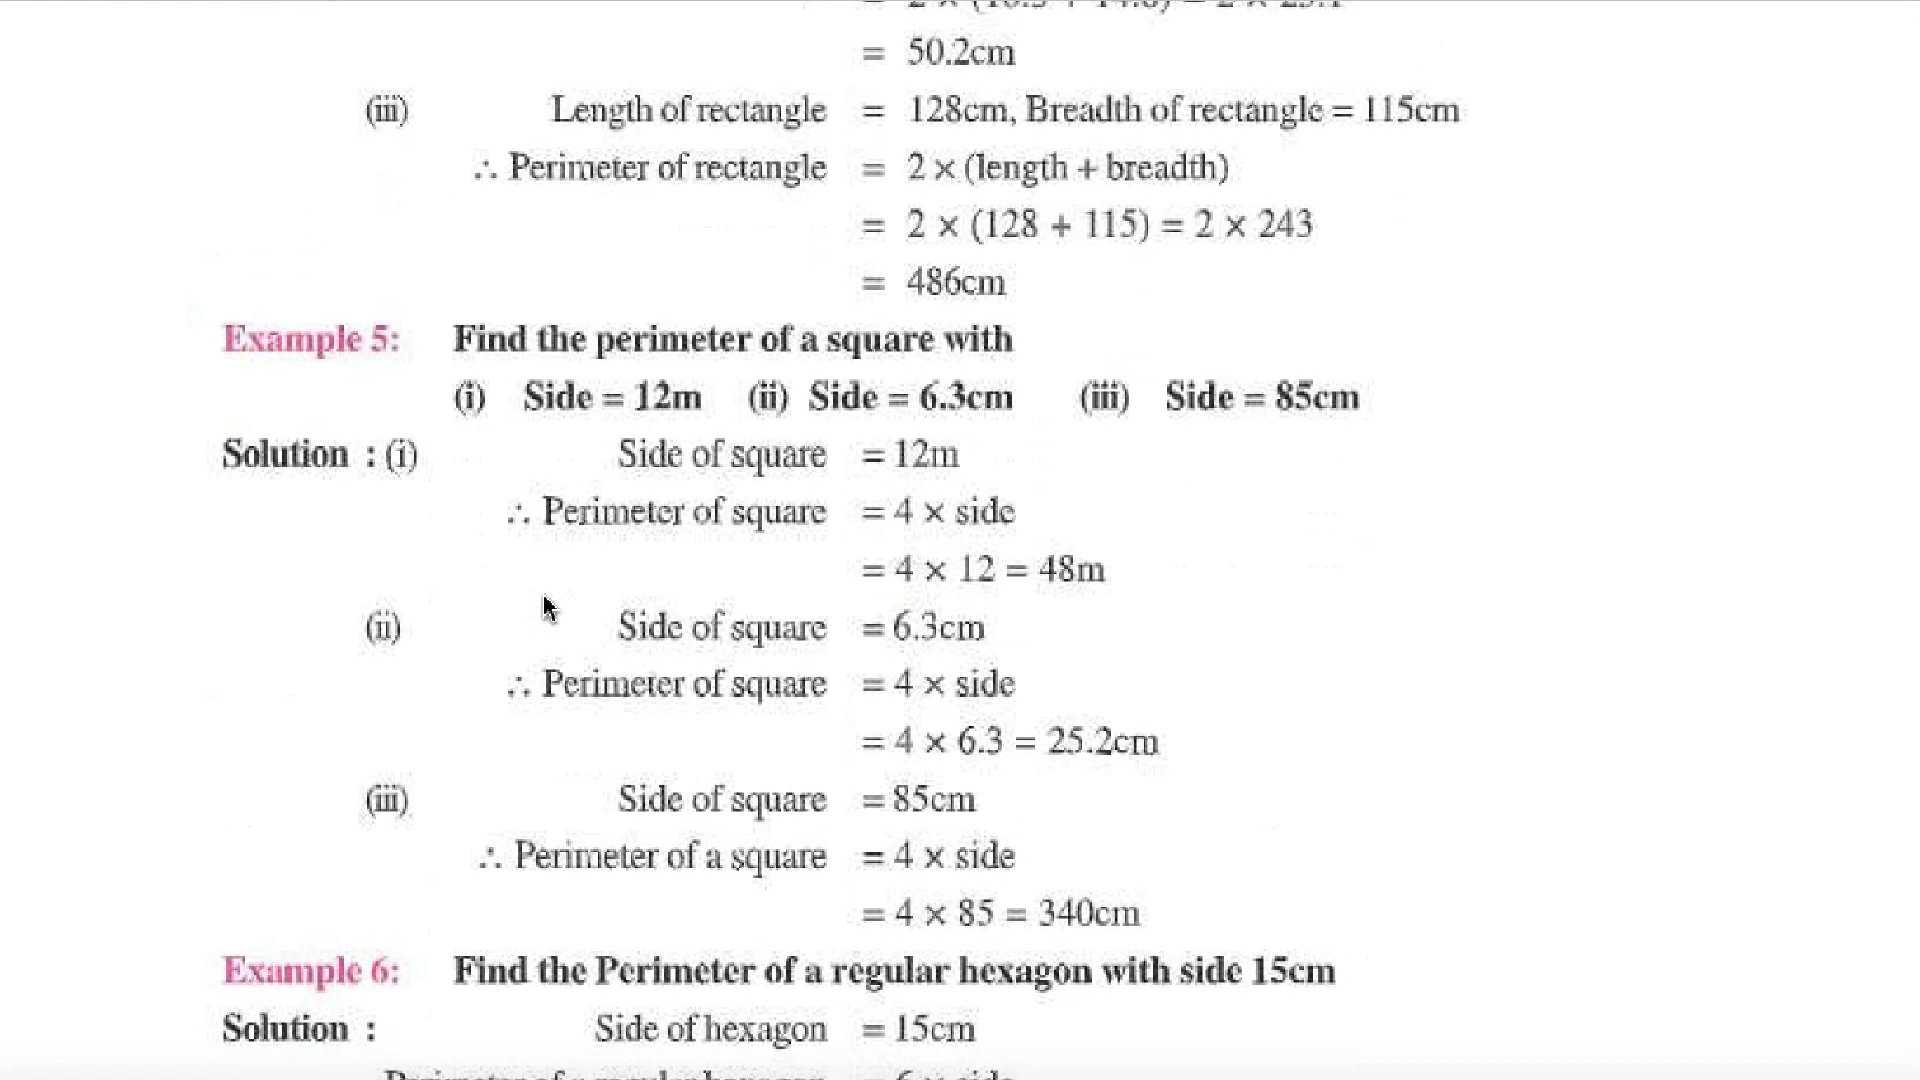 = 50.2cm
(iii) Length of rectangle = 128cm, Breadth of rectangle = 115cm
∴ Perimeter of rectangle = 2 × (length + breadth)
= 2 × (128 + 115) = 2 × 243
= 486cm
Example 5: Find the perimeter of a square with
(i) Side = 12m (ii) Side = 6.3cm (iii) Side = 85cm
Solution : (i) Side of square = 12m
∴ Perimeter of square = 4 × side
= 4 × 12 = 48m
(ii) Side of square = 6.3cm
∴ Perimeter of square = 4 × side
= 4 × 6.3 = 25.2cm
(iii) Side of square = 85cm
∴ Perimeter of a square = 4 × side
= 4 × 85 = 340cm
Example 6: Find the Perimeter of a regular hexagon with side 15cm
Solution : Side of hexagon = 15cm